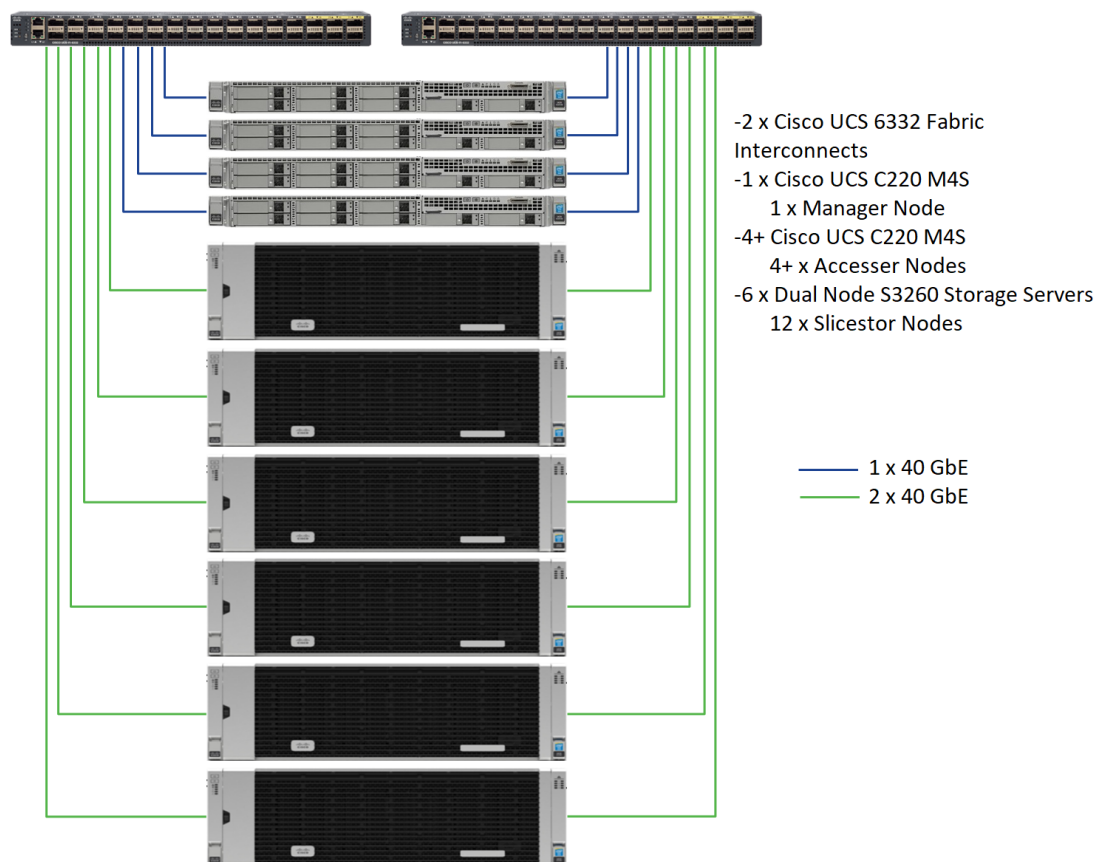 -2 x Cisco UCS 6332 Fabric
Interconnects
-1 x Cisco UCS C220 M4S
1 x Manager Node
-4+ Cisco UCS C220 M4S
4+ x Accesser Nodes
-6 x Dual Node S3260 Storage Servers
12 x Slicestor Nodes
1 x 40 GbE
2 x 40 GbE